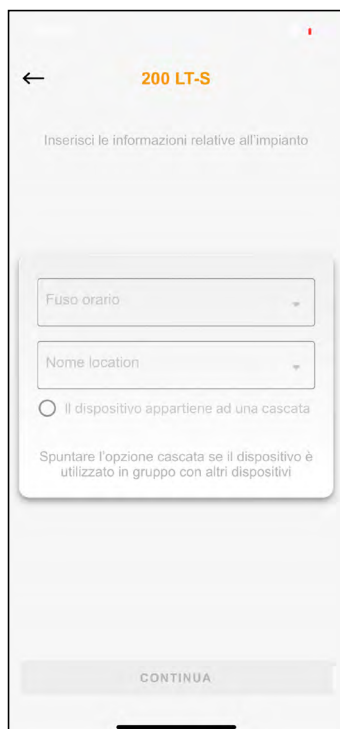 200 LT-S
Inserisci le informazioni relative all'impianto
Fuso orario
Nome location
Il dispositivo appartiene ad una cascata
Spuntare l'opzione cascata se il dispositivo è
utilizzato in gruppo con altri dispositivi
CONTINUA